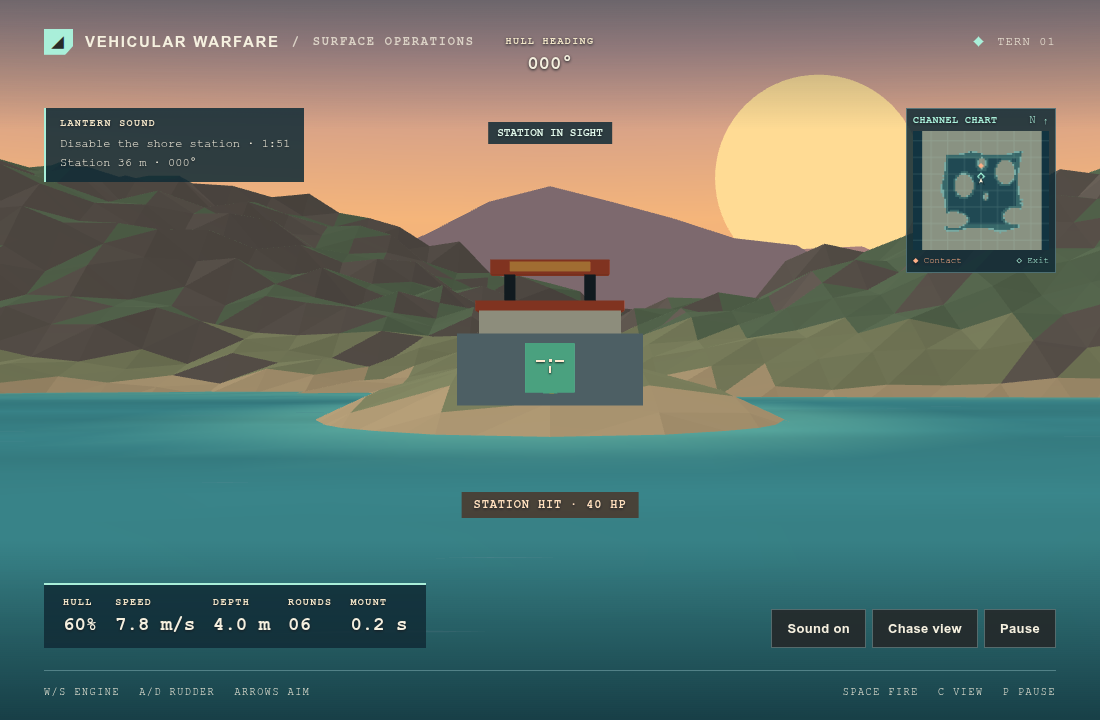 VEHICULAR WARFARE / SURFACE OPERATIONS
HULL HEADING
000°
TERN 01
LANTERN SOUND
Disable the shore station · 1:51
Station 36 m · 000°
STATION IN SIGHT
CHANNEL CHART N ↑
◆ Contact ◇ Exit
STATION HIT · 40 HP
HULL SPEED DEPTH ROUNDS MOUNT
60% 7.8 m/s 4.0 m 06 0.2 s
Sound on Chase view Pause
W/S ENGINE A/D RUDDER ARROWS AIM
SPACE FIRE C VIEW P PAUSE